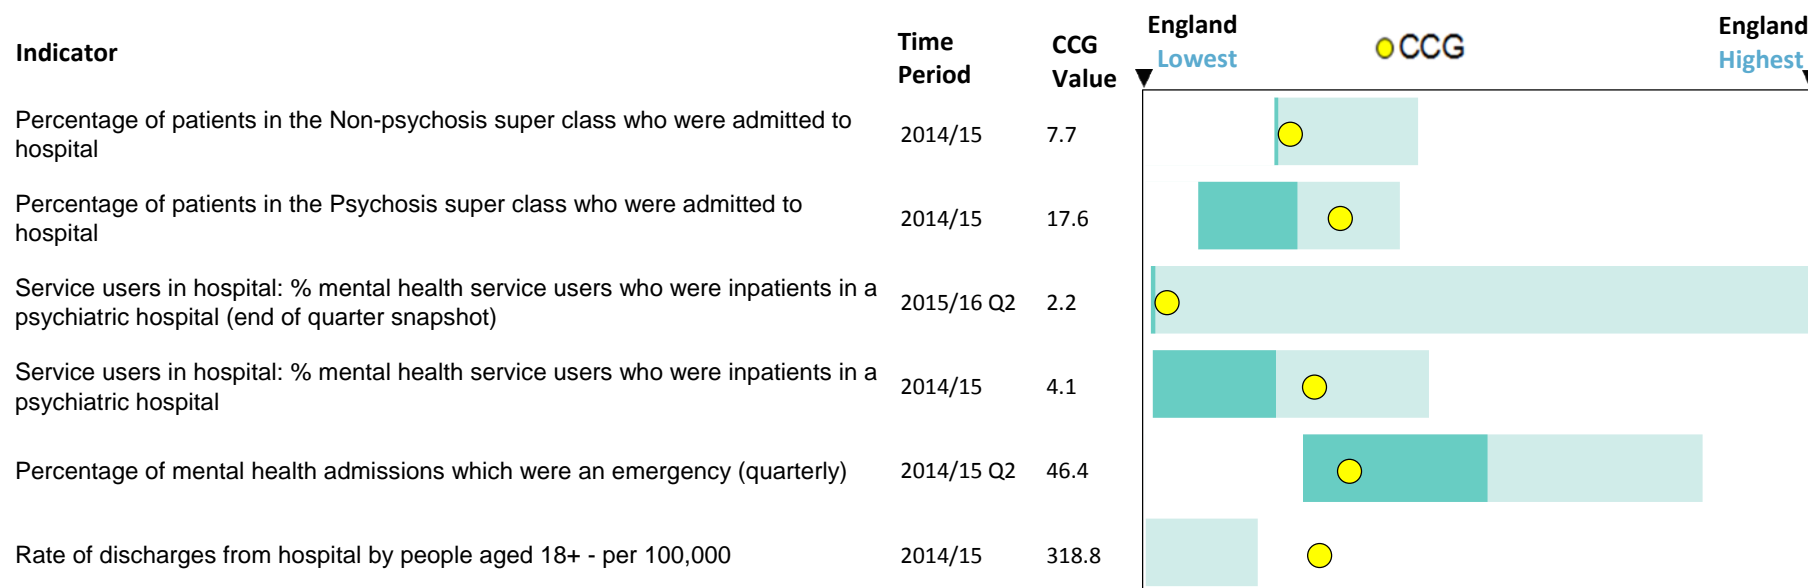 Indicator
Time
Period
CCG
Value
England
Lowest
CCG
England
Highest
Percentage of patients in the Non-psychosis super class who were admitted to
hospital
2014/15
7.7
Percentage of patients in the Psychosis super class who were admitted to
hospital
2014/15
17.6
Service users in hospital: % mental health service users who were inpatients in a
psychiatric hospital (end of quarter snapshot)
2015/16 Q2
2.2
Service users in hospital: % mental health service users who were inpatients in a
psychiatric hospital
2014/15
4.1
Percentage of mental health admissions which were an emergency (quarterly)
2014/15 Q2
46.4
Rate of discharges from hospital by people aged 18+ - per 100,000
2014/15
318.8